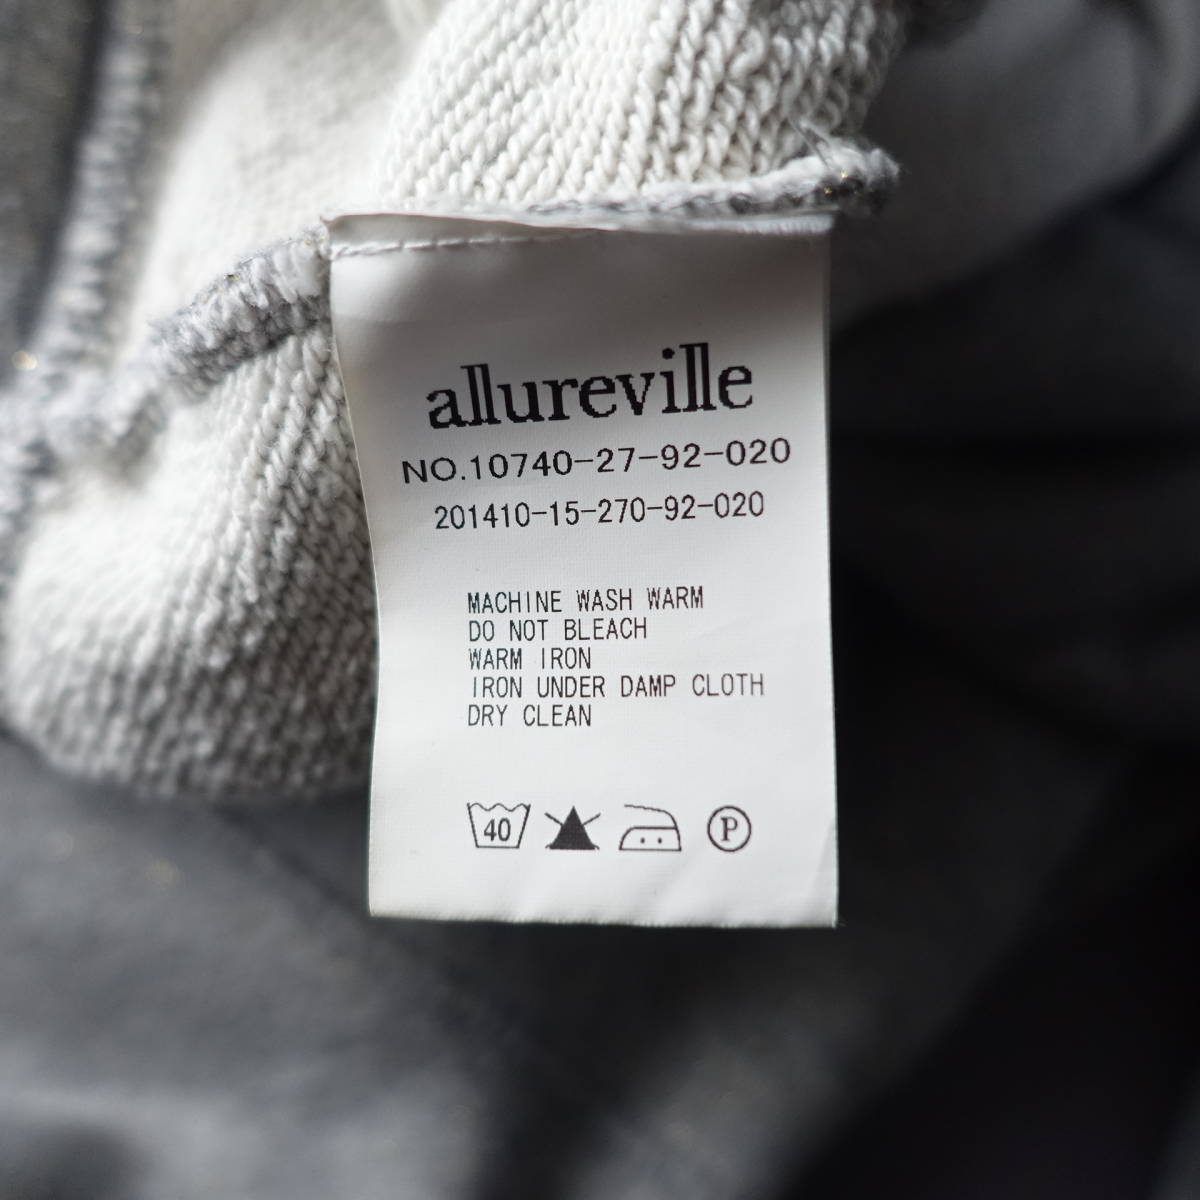 allureville
NO.10740-27-92-020
201410-15-270-92-020
MACHINE WASH WARM
DO NOT BLEACH
WARM IRON
IRON UNDER DAMP CLOTH
DRY CLEAN
40 P